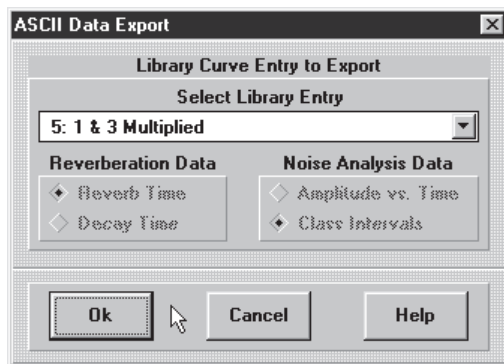 ASCII Data Export
Library Curve Entry to Export
Select Library Entry
5: 1 & 3 Multiplied
Reverberation Data
Noise Analysis Data
Reverb Time
Amplitude vs. Time
Decay Time
Class Intervals
Ok
Cancel
Help